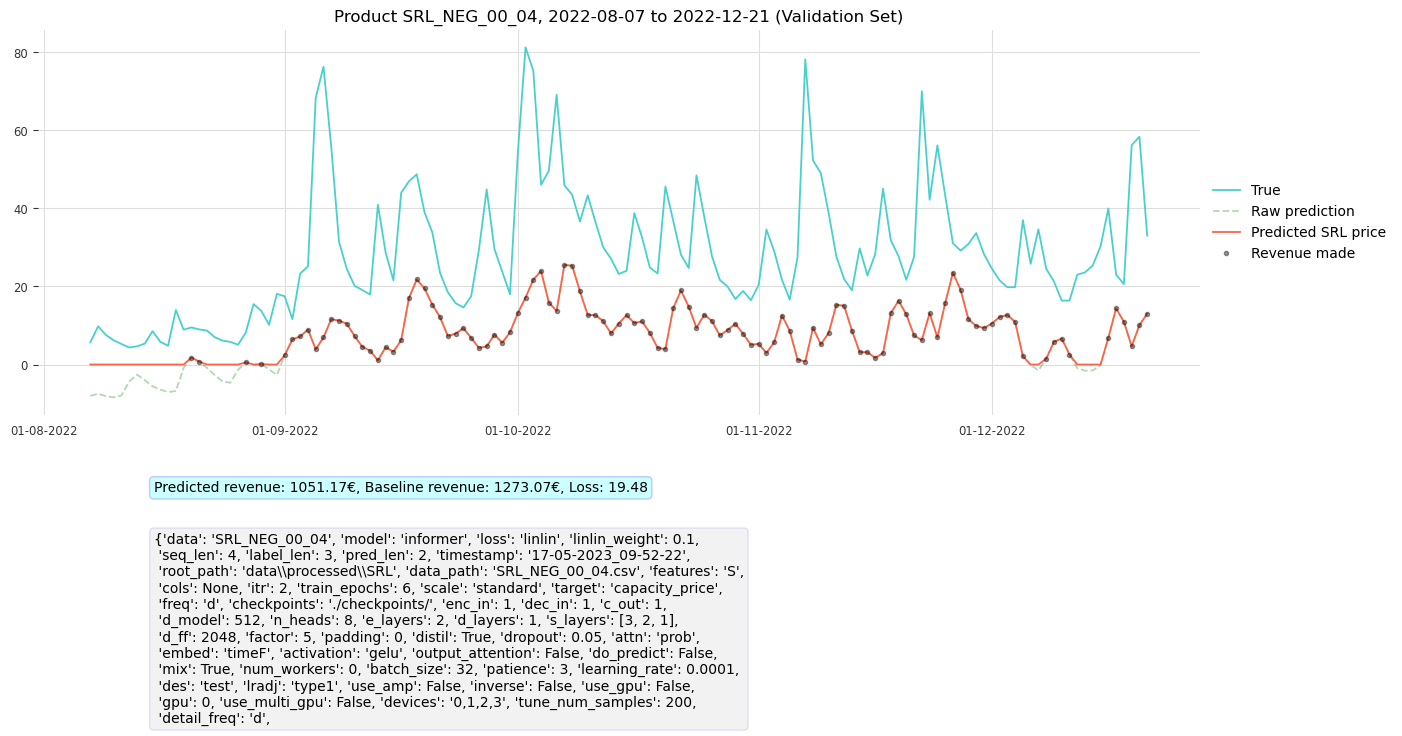 Product SRL_NEG_00_04, 2022-08-07 to 2022-12-21 (Validation Set)
80
60
40
20
0
01-08-2022
01-09-2022
01-10-2022
01-11-2022
01-12-2022
True
Raw prediction
Predicted SRL price
Revenue made
Predicted revenue: 1051.17€, Baseline revenue: 1273.07€, Loss: 19.48
{'data': 'SRL_NEG_00_04', 'model': 'informer', 'loss': 'linlin', 'linlin_weight': 0.1,
'seq_len': 4, 'label_len': 3, 'pred_len': 2, 'timestamp': '17-05-2023_09-52-22',
'root_path': 'data\\processed\\SRL', 'data_path': 'SRL_NEG_00_04.csv', 'features': 'S',
'cols': None, 'itr': 2, 'train_epochs': 6, 'scale': 'standard', 'target': 'capacity_price',
'freq': 'd', 'checkpoints': './checkpoints/', 'enc_in': 1, 'dec_in': 1, 'c_out': 1,
'd_model': 512, 'n_heads': 8, 'e_layers': 2, 'd_layers': 1, 's_layers': [3, 2, 1],
'd_ff': 2048, 'factor': 5, 'padding': 0, 'distil': True, 'dropout': 0.05, 'attn': 'prob',
'embed': 'timeF', 'activation': 'gelu', 'output_attention': False, 'do_predict': False,
'mix': True, 'num_workers': 0, 'batch_size': 32, 'patience': 3, 'learning_rate': 0.0001,
'des': 'test', 'lradj': 'type1', 'use_amp': False, 'inverse': False, 'use_gpu': False,
'gpu': 0, 'use_multi_gpu': False, 'devices': '0,1,2,3', 'tune_num_samples': 200,
'detail_freq': 'd',